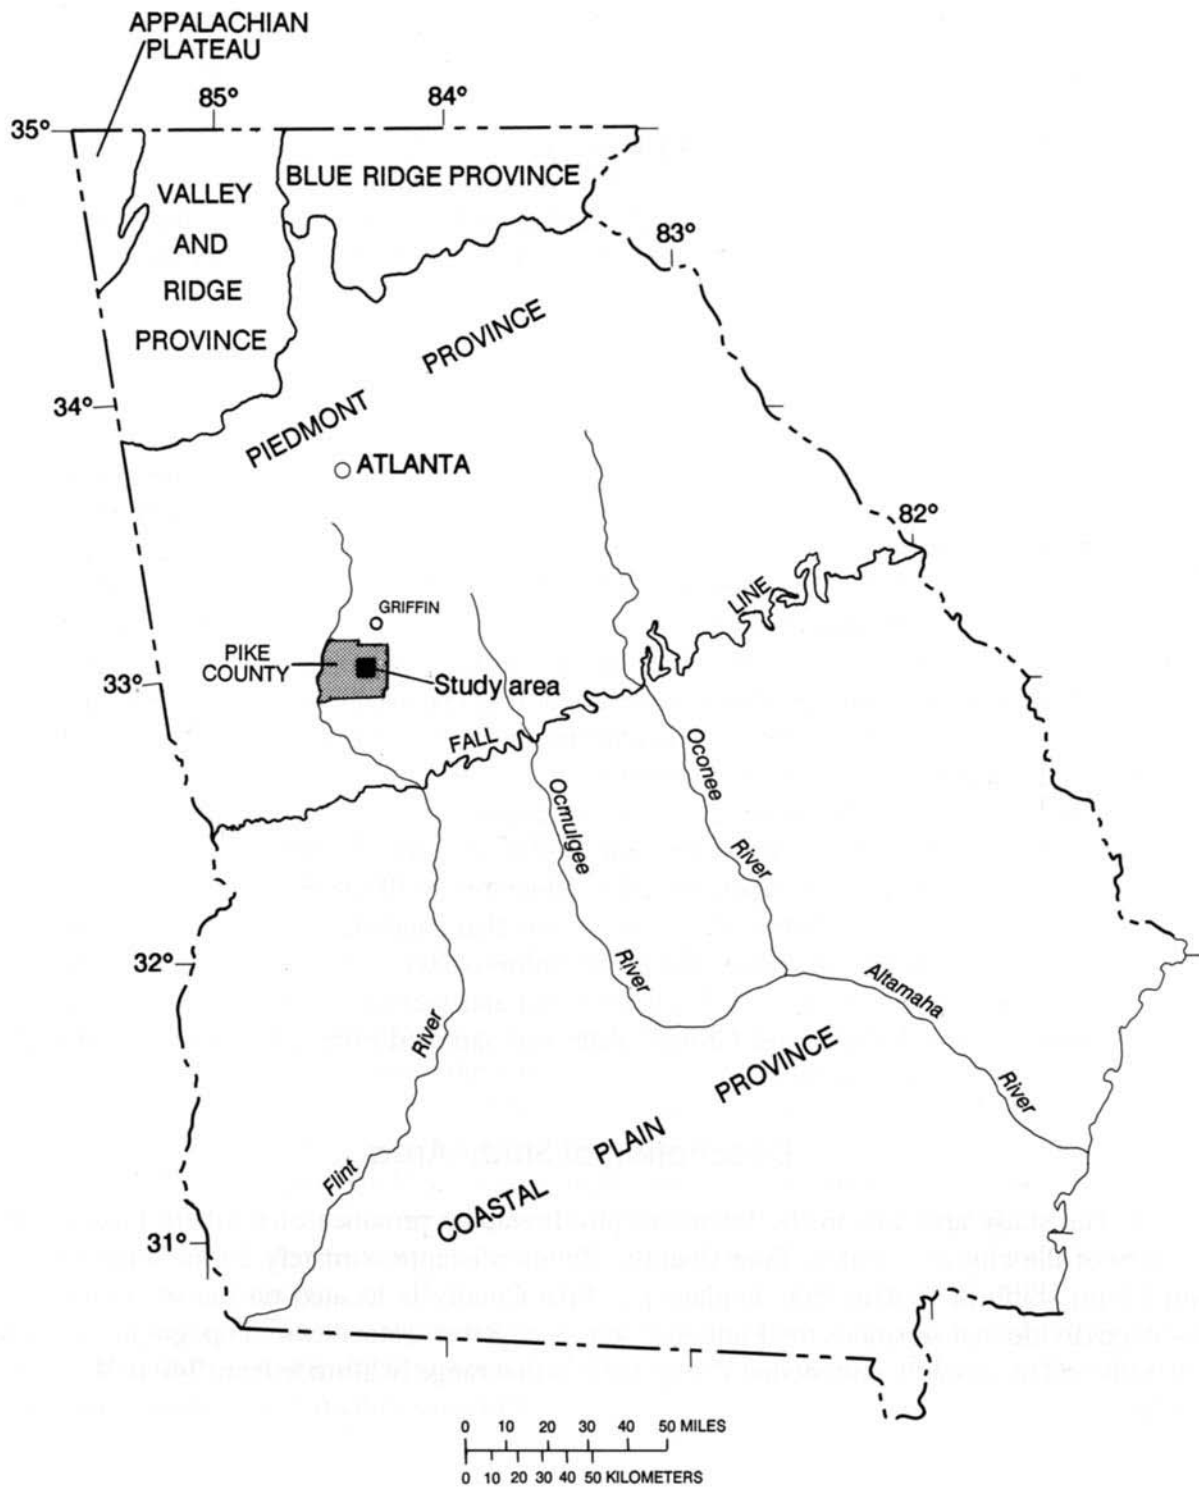 APPALACHIAN
PLATEAU
85°
84°
35°
BLUE RIDGE PROVINCE
VALLEY
AND
RIDGE
PROVINCE
83°
PIEDMONT PROVINCE
34°
ATLANTA
82°
GRIFFIN
PIKE
COUNTY
Study area
33°
FALL LINE
Oconee River
Ocmulgee River
32°
Altamaha River
Flint River
COASTAL PLAIN PROVINCE
31°
0 10 20 30 40 50 MILES
0 10 20 30 40 50 KILOMETERS